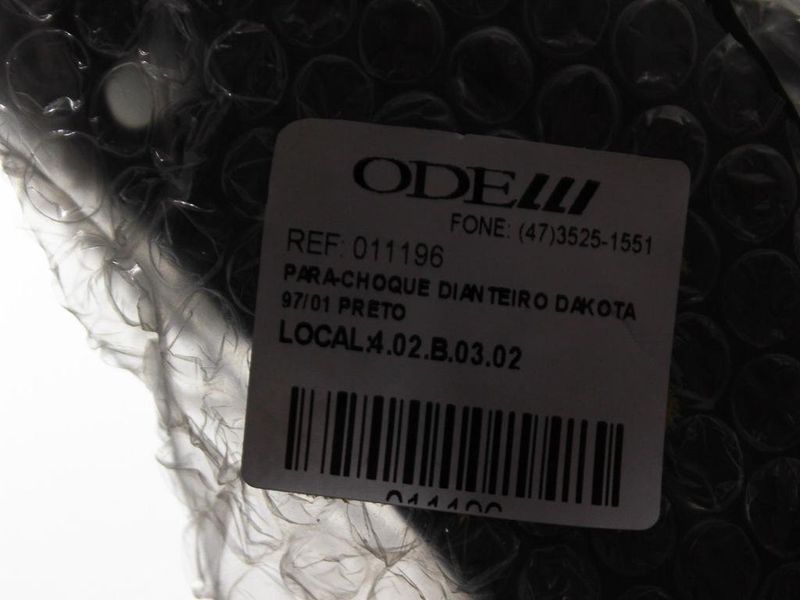 ODE
FONE: (47)3525-1551
REF: 011196
PARA-CHOQUE DIANTEIRO DAKOTA
97/01 PRETO
LOCAL:4.02.B.03.02
011196